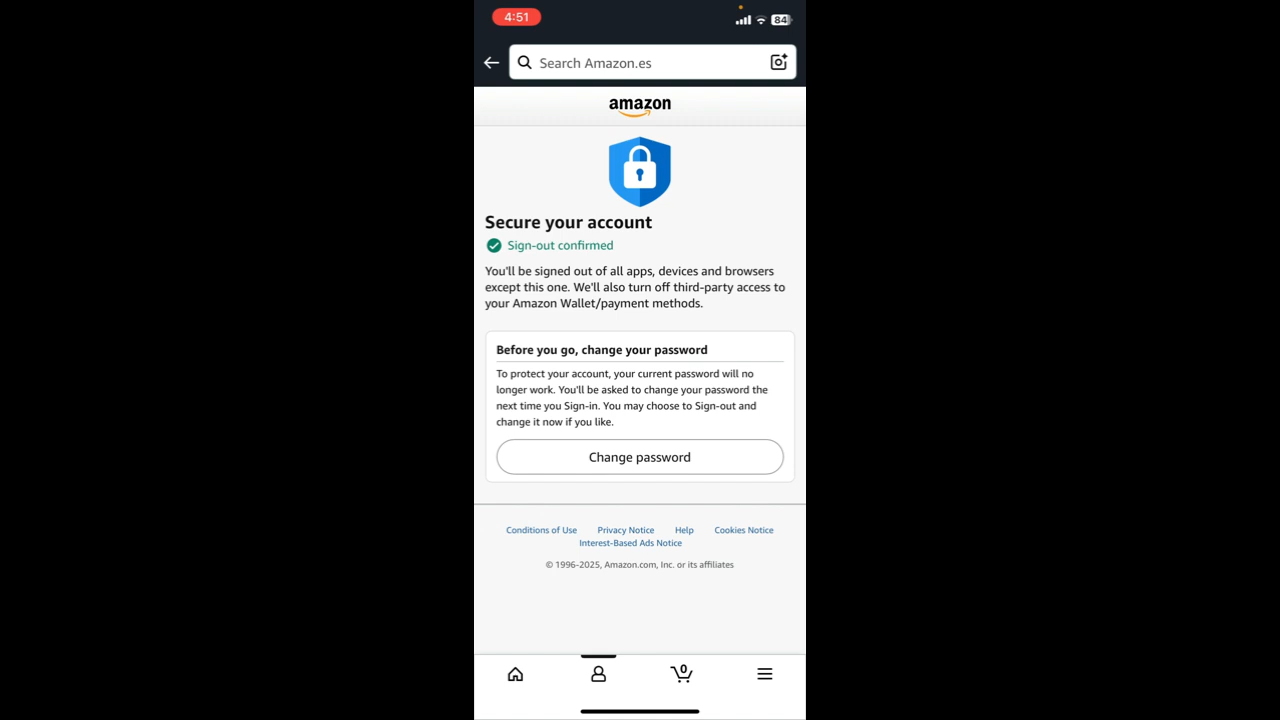 4:51
84
Search Amazon.es
amazon
Secure your account
Sign-out confirmed
You'll be signed out of all apps, devices and browsers
except this one. We'll also turn off third-party access to
your Amazon Wallet/payment methods.
Before you go, change your password
To protect your account, your current password will no
longer work. You'll be asked to change your password the
next time you Sign-in. You may choose to Sign-out and
change it now if you like.
Change password
Conditions of Use Privacy Notice Help Cookies Notice
Interest-Based Ads Notice
© 1996-2025, Amazon.com, Inc. or its affiliates
0